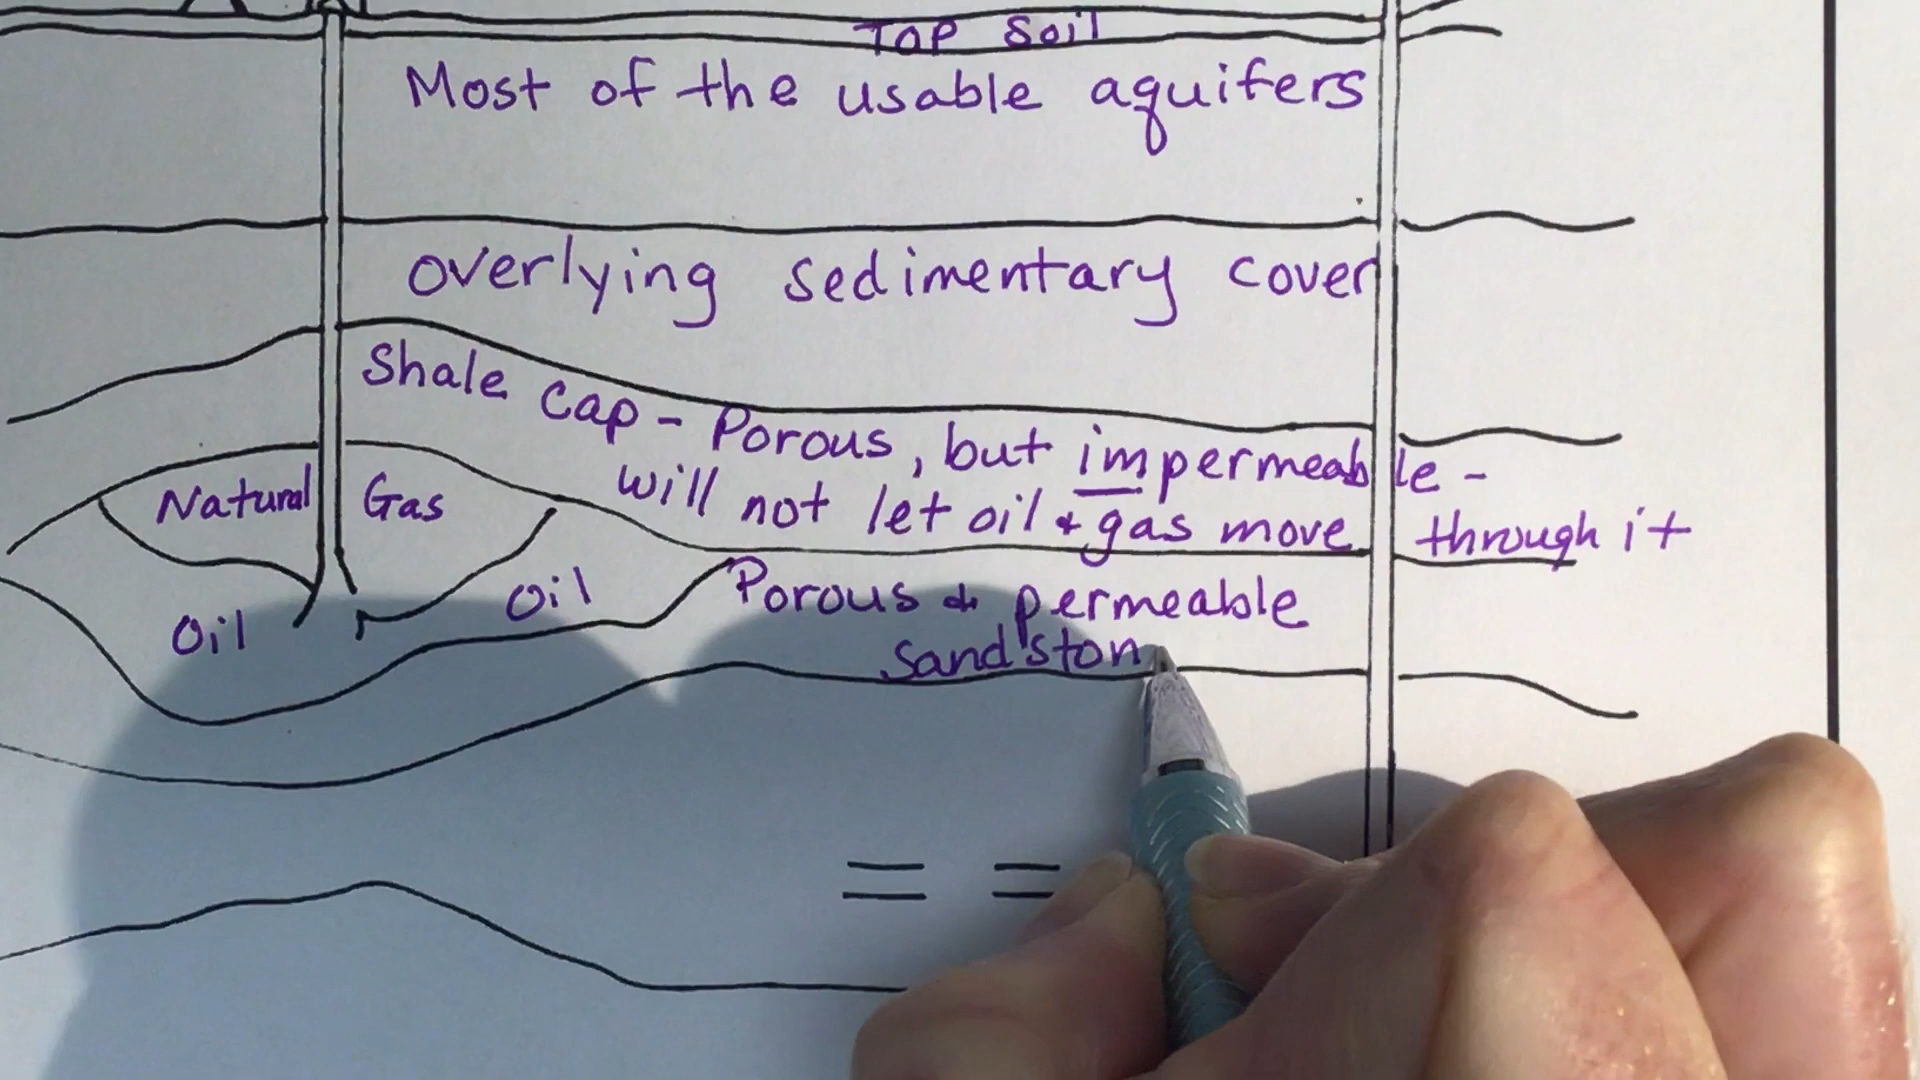 Top Soil
Most of the usable aquifers
overlying sedimentary cover
Shale Cap - Porous, but impermeable -
will not let oil & gas move through it
Natural Gas
Oil
Oil
Porous & permeable
sandston